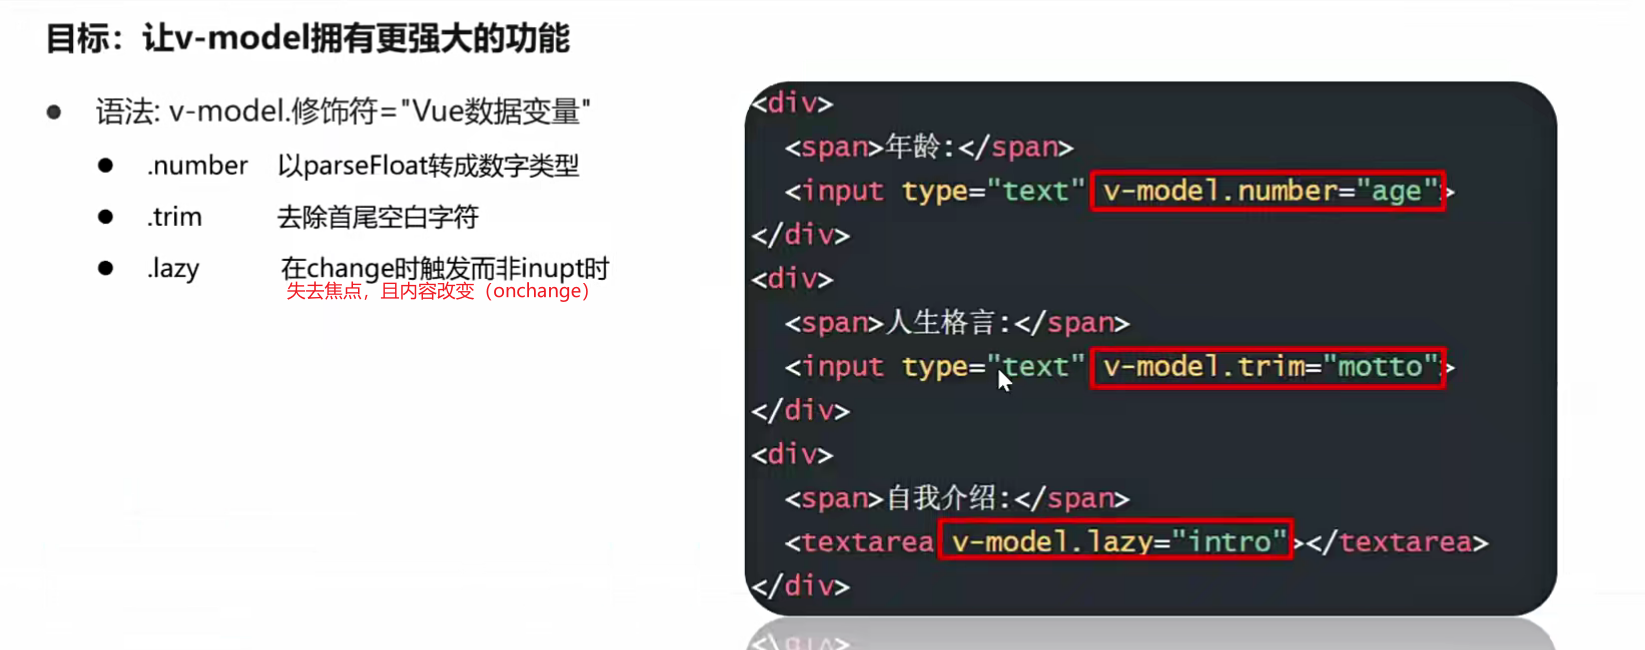 目标：让v-model拥有更强大的功能
语法: v-model.修饰符="Vue数据变量"
.number 以parseFloat转成数字类型
.trim 去除首尾空白字符
.lazy 在change时触发而非inupt时
失去焦点，且内容改变（onchange）
<div>
<span>年龄:</span>
<input type="text" v-model.number="age">
</div>
<div>
<span>人生格言:</span>
<input type="text" v-model.trim="motto">
</div>
<div>
<span>自我介绍:</span>
<textarea v-model.lazy="intro"></textarea>
</div>